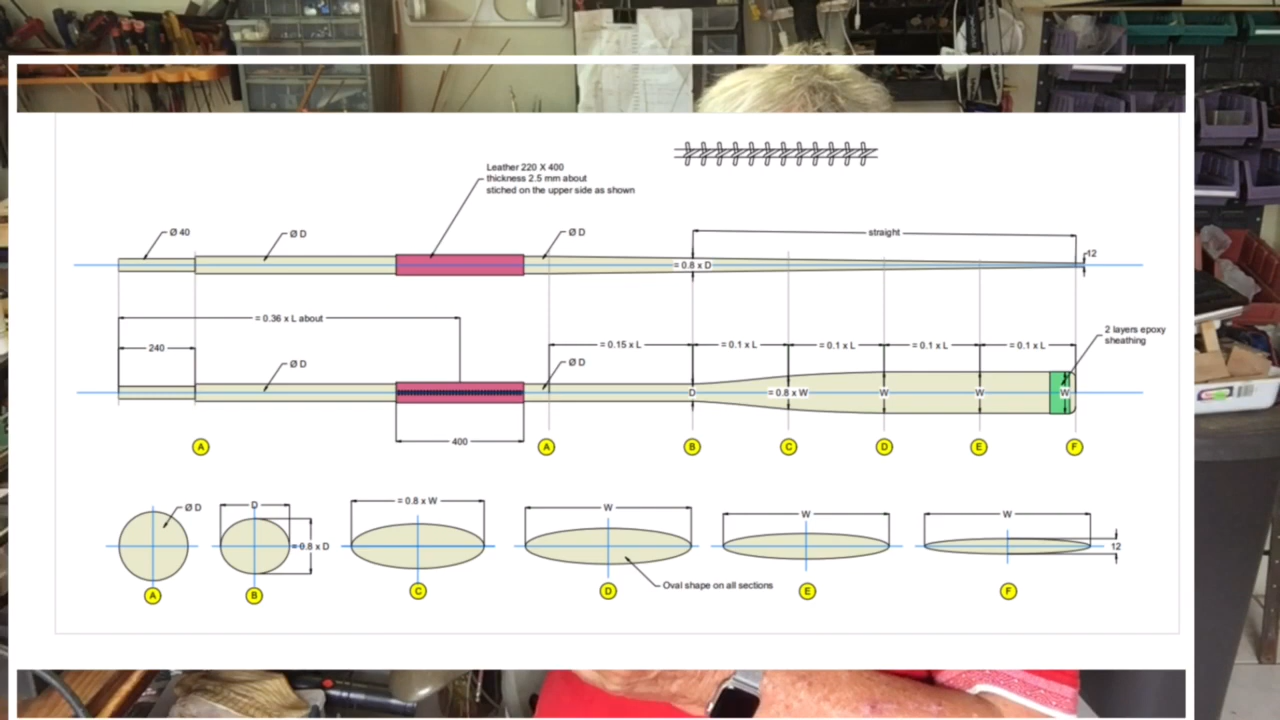 Leather 220 X 400
thickness 2.5 mm about
stiched on the upper side as shown
Ø 40
Ø D
Ø D
straight
= 0.8 x D
12
= 0.36 x L about
2 layers epoxy
sheathing
240
= 0.15 x L
= 0.1 x L
= 0.1 x L
= 0.1 x L
= 0.1 x L
Ø D
Ø D
D
= 0.8 x W
W
W
W
400
A
A
B
C
D
E
F
Ø D
D
= 0.8 x D
= 0.8 x W
W
W
W
12
Oval shape on all sections
A
B
C
D
E
F